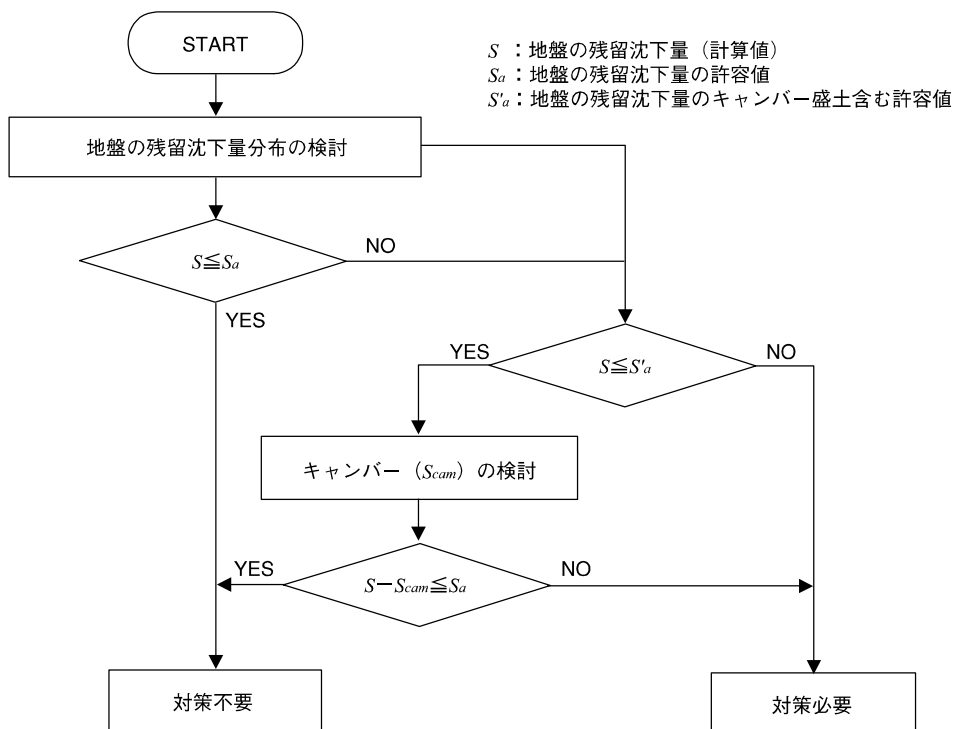 START
S ：地盤の残留沈下量（計算値）
Sa：地盤の残留沈下量の許容値
S'a：地盤の残留沈下量のキャンバー盛土含む許容値
地盤の残留沈下量分布の検討
S≦Sa
NO
YES
S≦S'a
YES
NO
キャンバー（Scam）の検討
S－Scam≦Sa
YES
NO
対策不要
対策必要